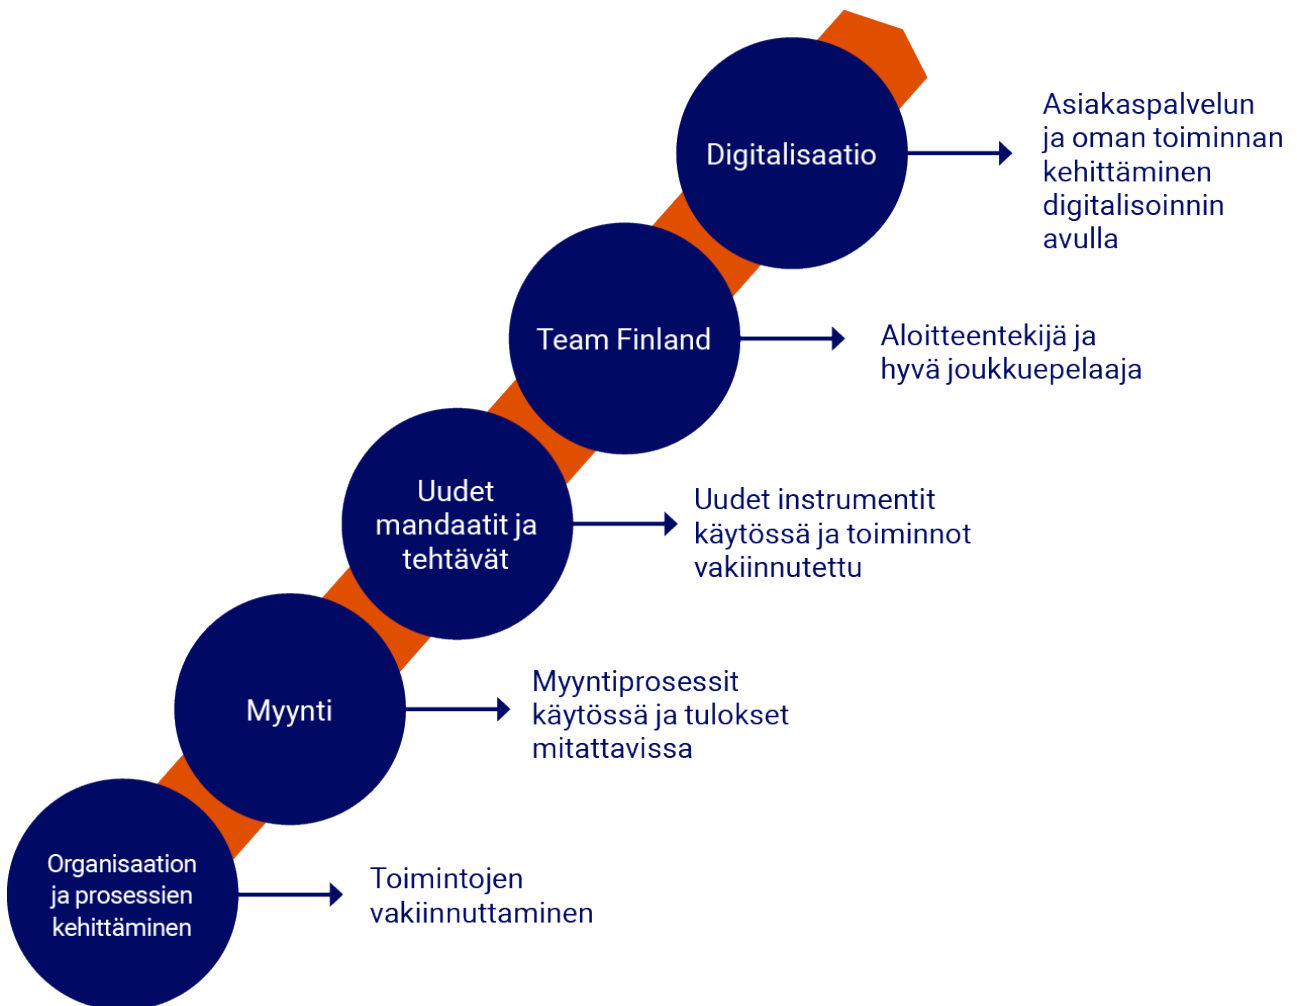 Digitalisaatio
Asiakaspalvelun
ja oman toiminnan
kehittäminen
digitalisoinnin
avulla
Team Finland
Aloitteentekijä ja
hyvä joukkuepelaaja
Uudet
mandaatit ja
tehtävät
Uudet instrumentit
käytössä ja toiminnot
vakiinnutettu
Myynti
Myyntiprosessit
käytössä ja tulokset
mitattavissa
Organisaation
ja prosessien
kehittäminen
Toimintojen
vakiinnuttaminen